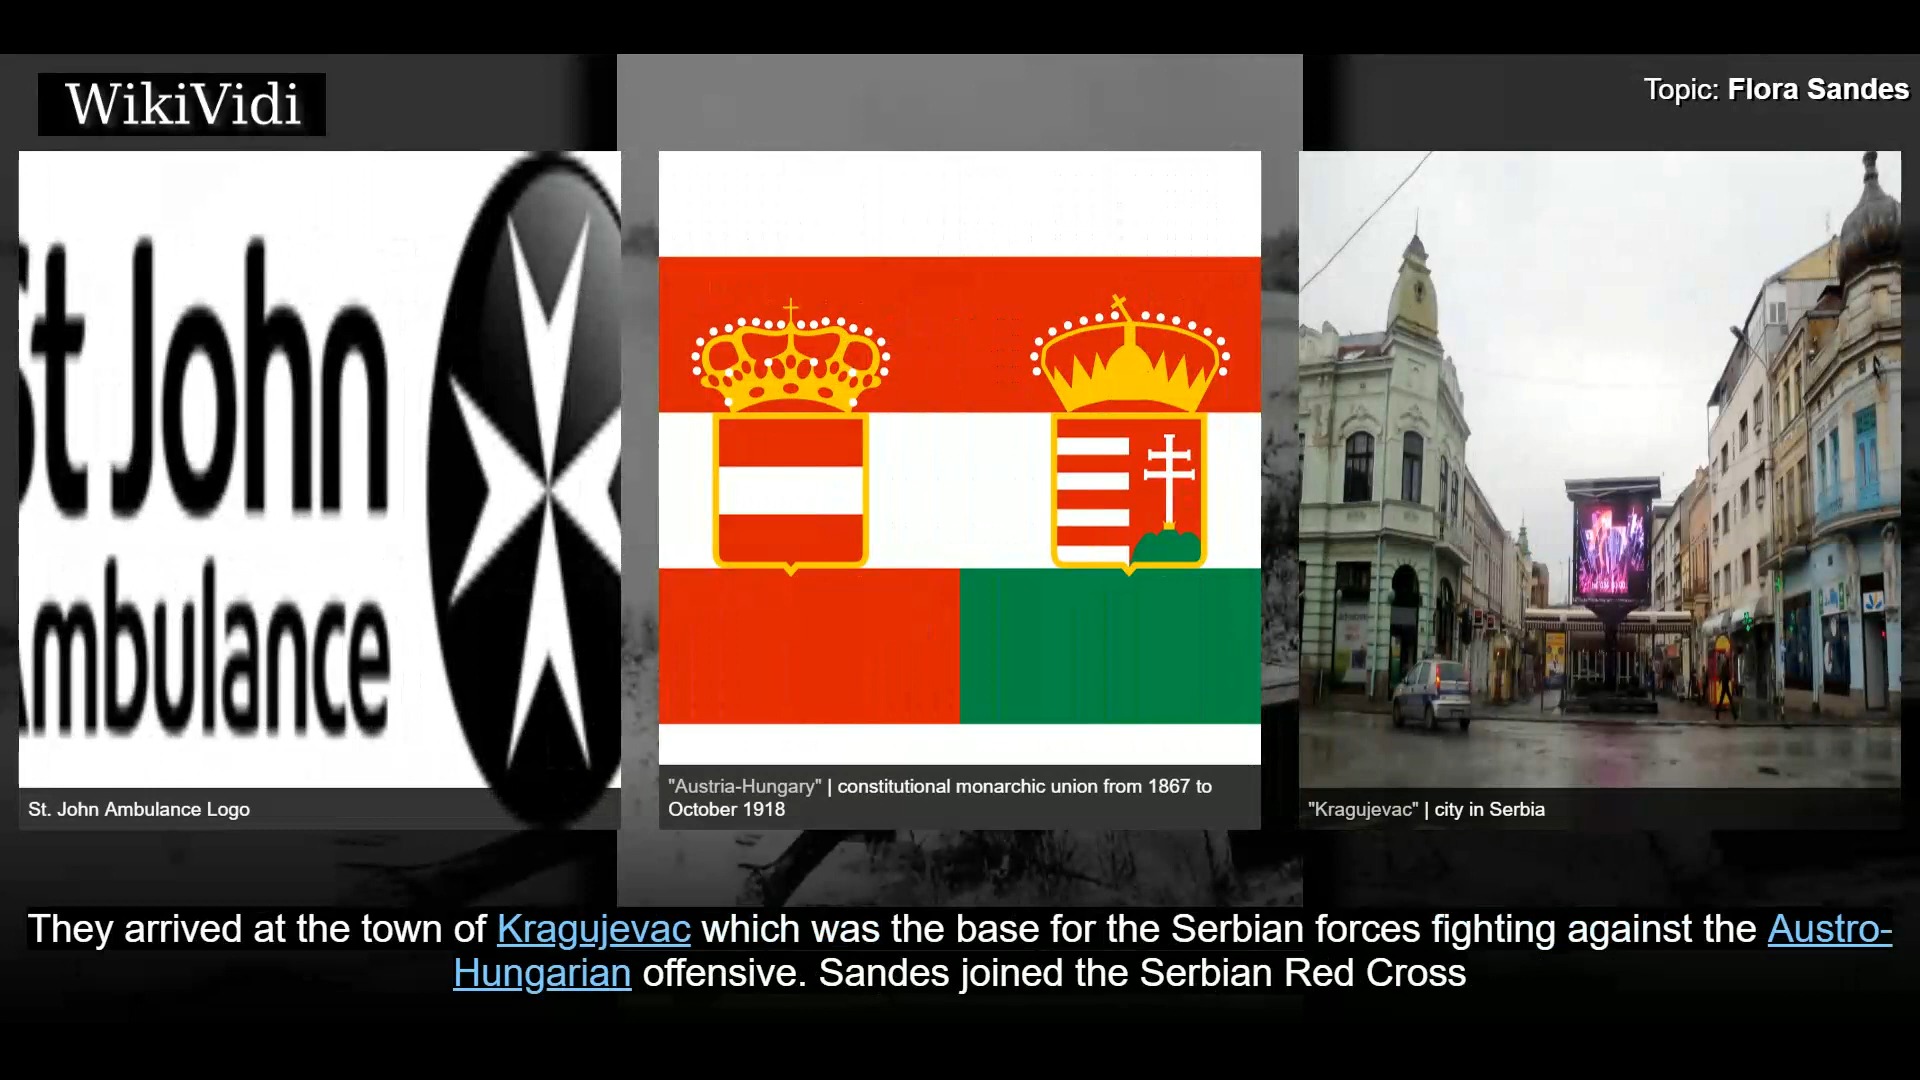 WikiVidi
Topic: Flora Sandes
St John
Ambulance
St. John Ambulance Logo
"Austria-Hungary" | constitutional monarchic union from 1867 to
October 1918
"Kragujevac" | city in Serbia
They arrived at the town of Kragujevac which was the base for the Serbian forces fighting against the Austro-
Hungarian offensive. Sandes joined the Serbian Red Cross